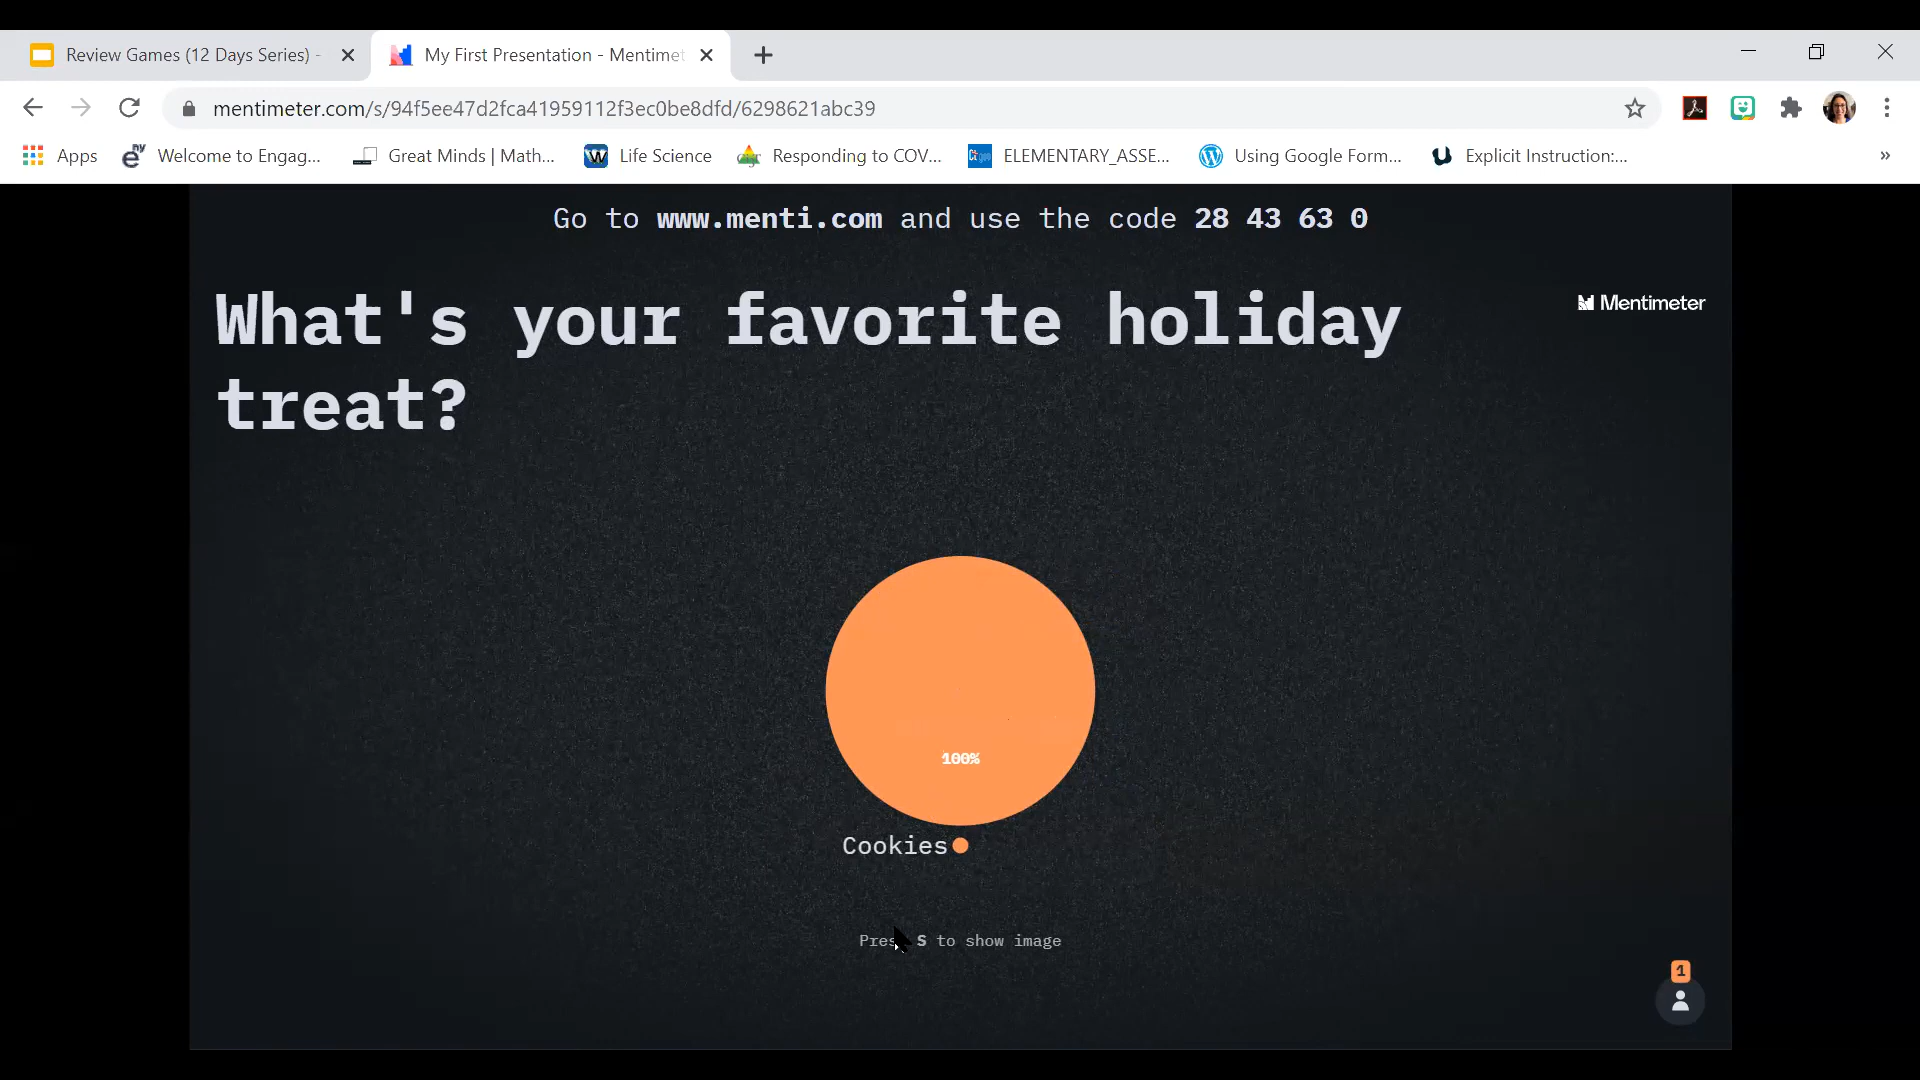 Review Games (12 Days Series) -
My First Presentation - Mentimet
mentimeter.com/s/94f5ee47d2fca41959112f3ec0be8dfd/6298621abc39
Apps
Welcome to Engag...
Great Minds | Math...
Life Science
Responding to COV...
ELEMENTARY_ASSE...
Using Google Form...
Explicit Instruction:...
Go to www.menti.com and use the code 28 43 63 0
What's your favorite holiday
treat?
Mentimeter
100%
Cookies
Press S to show image
1